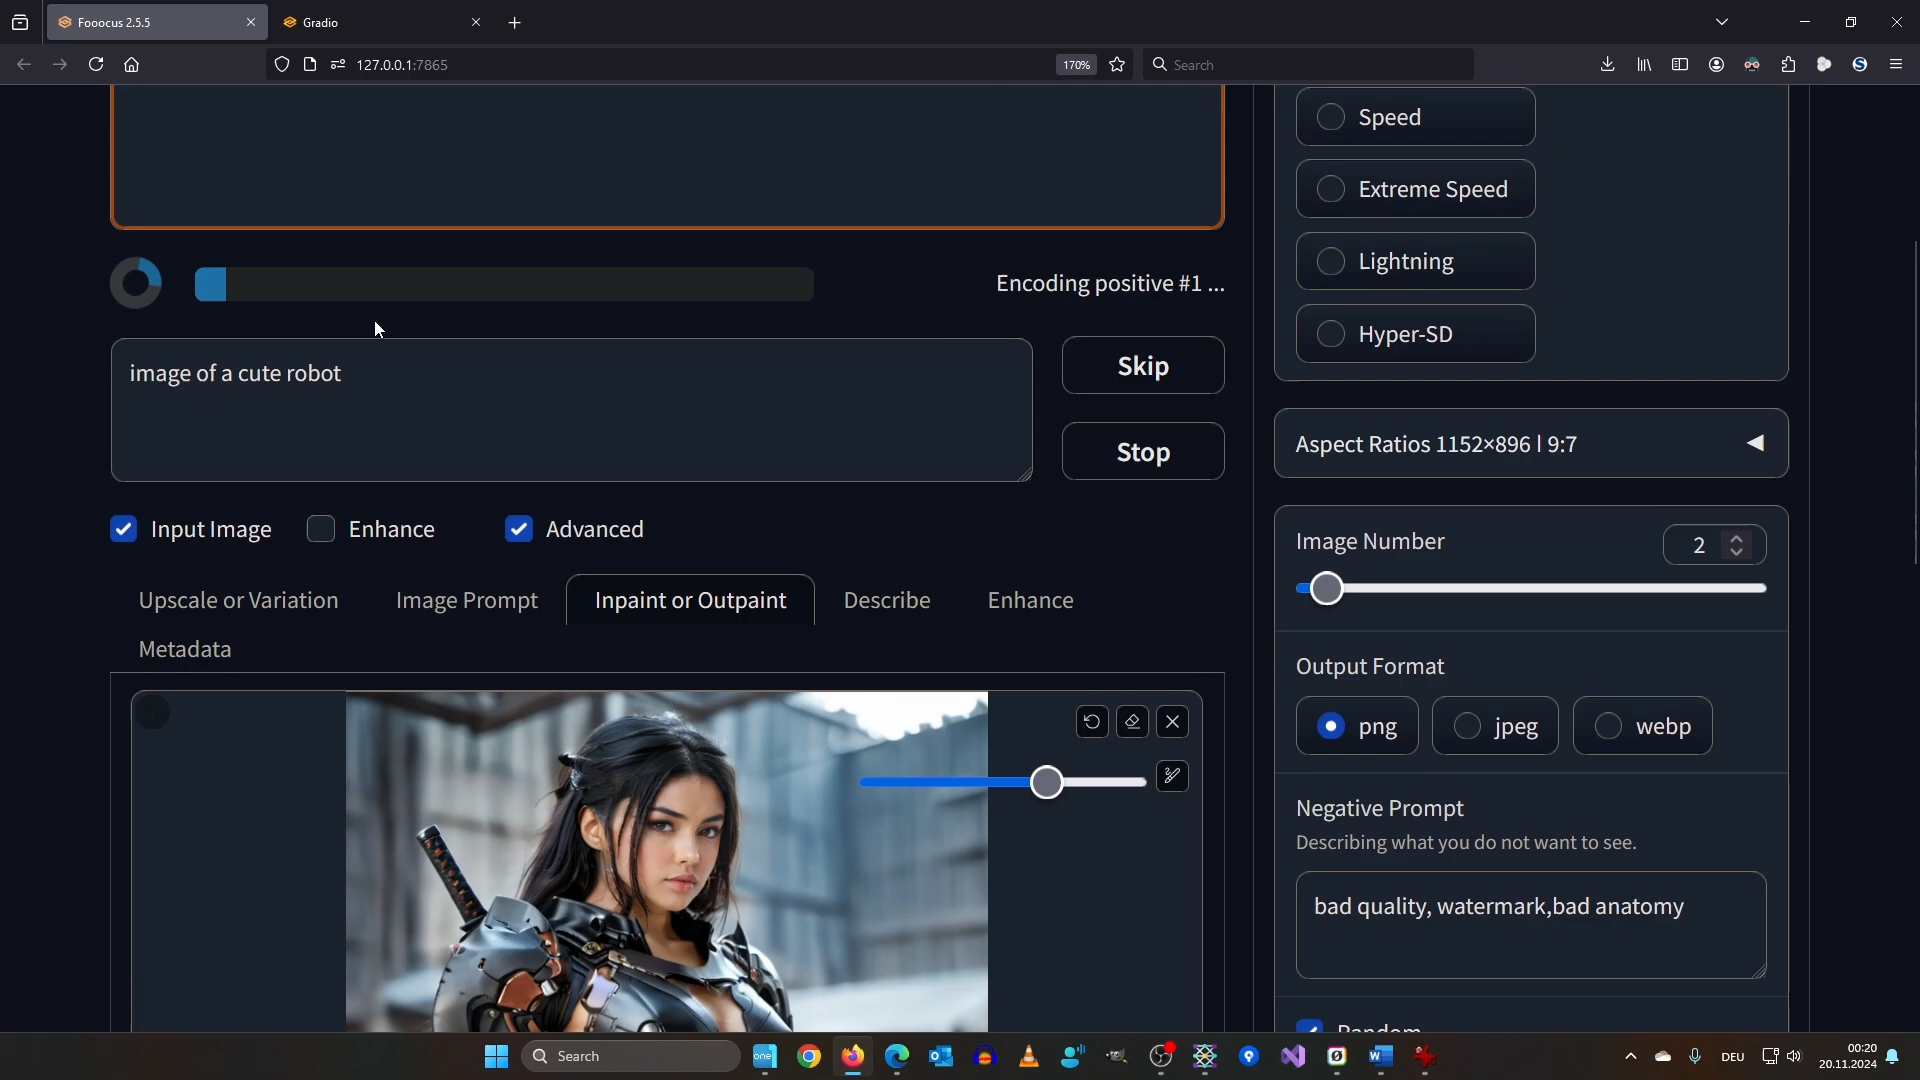 Fooocus 2.5.5
Gradio
127.0.0.1:7865
170%
Search
Speed
Extreme Speed
Encoding positive #1 ...
Lightning
Hyper-SD
image of a cute robot
Skip
Stop
Aspect Ratios 1152×896 | 9:7
Input Image
Enhance
Advanced
Image Number
2
Upscale or Variation
Image Prompt
Inpaint or Outpaint
Describe
Enhance
Metadata
Output Format
png
jpeg
webp
Negative Prompt
Describing what you do not want to see.
bad quality, watermark,bad anatomy
Random
Search
one
DEU
00:20
20.11.2024